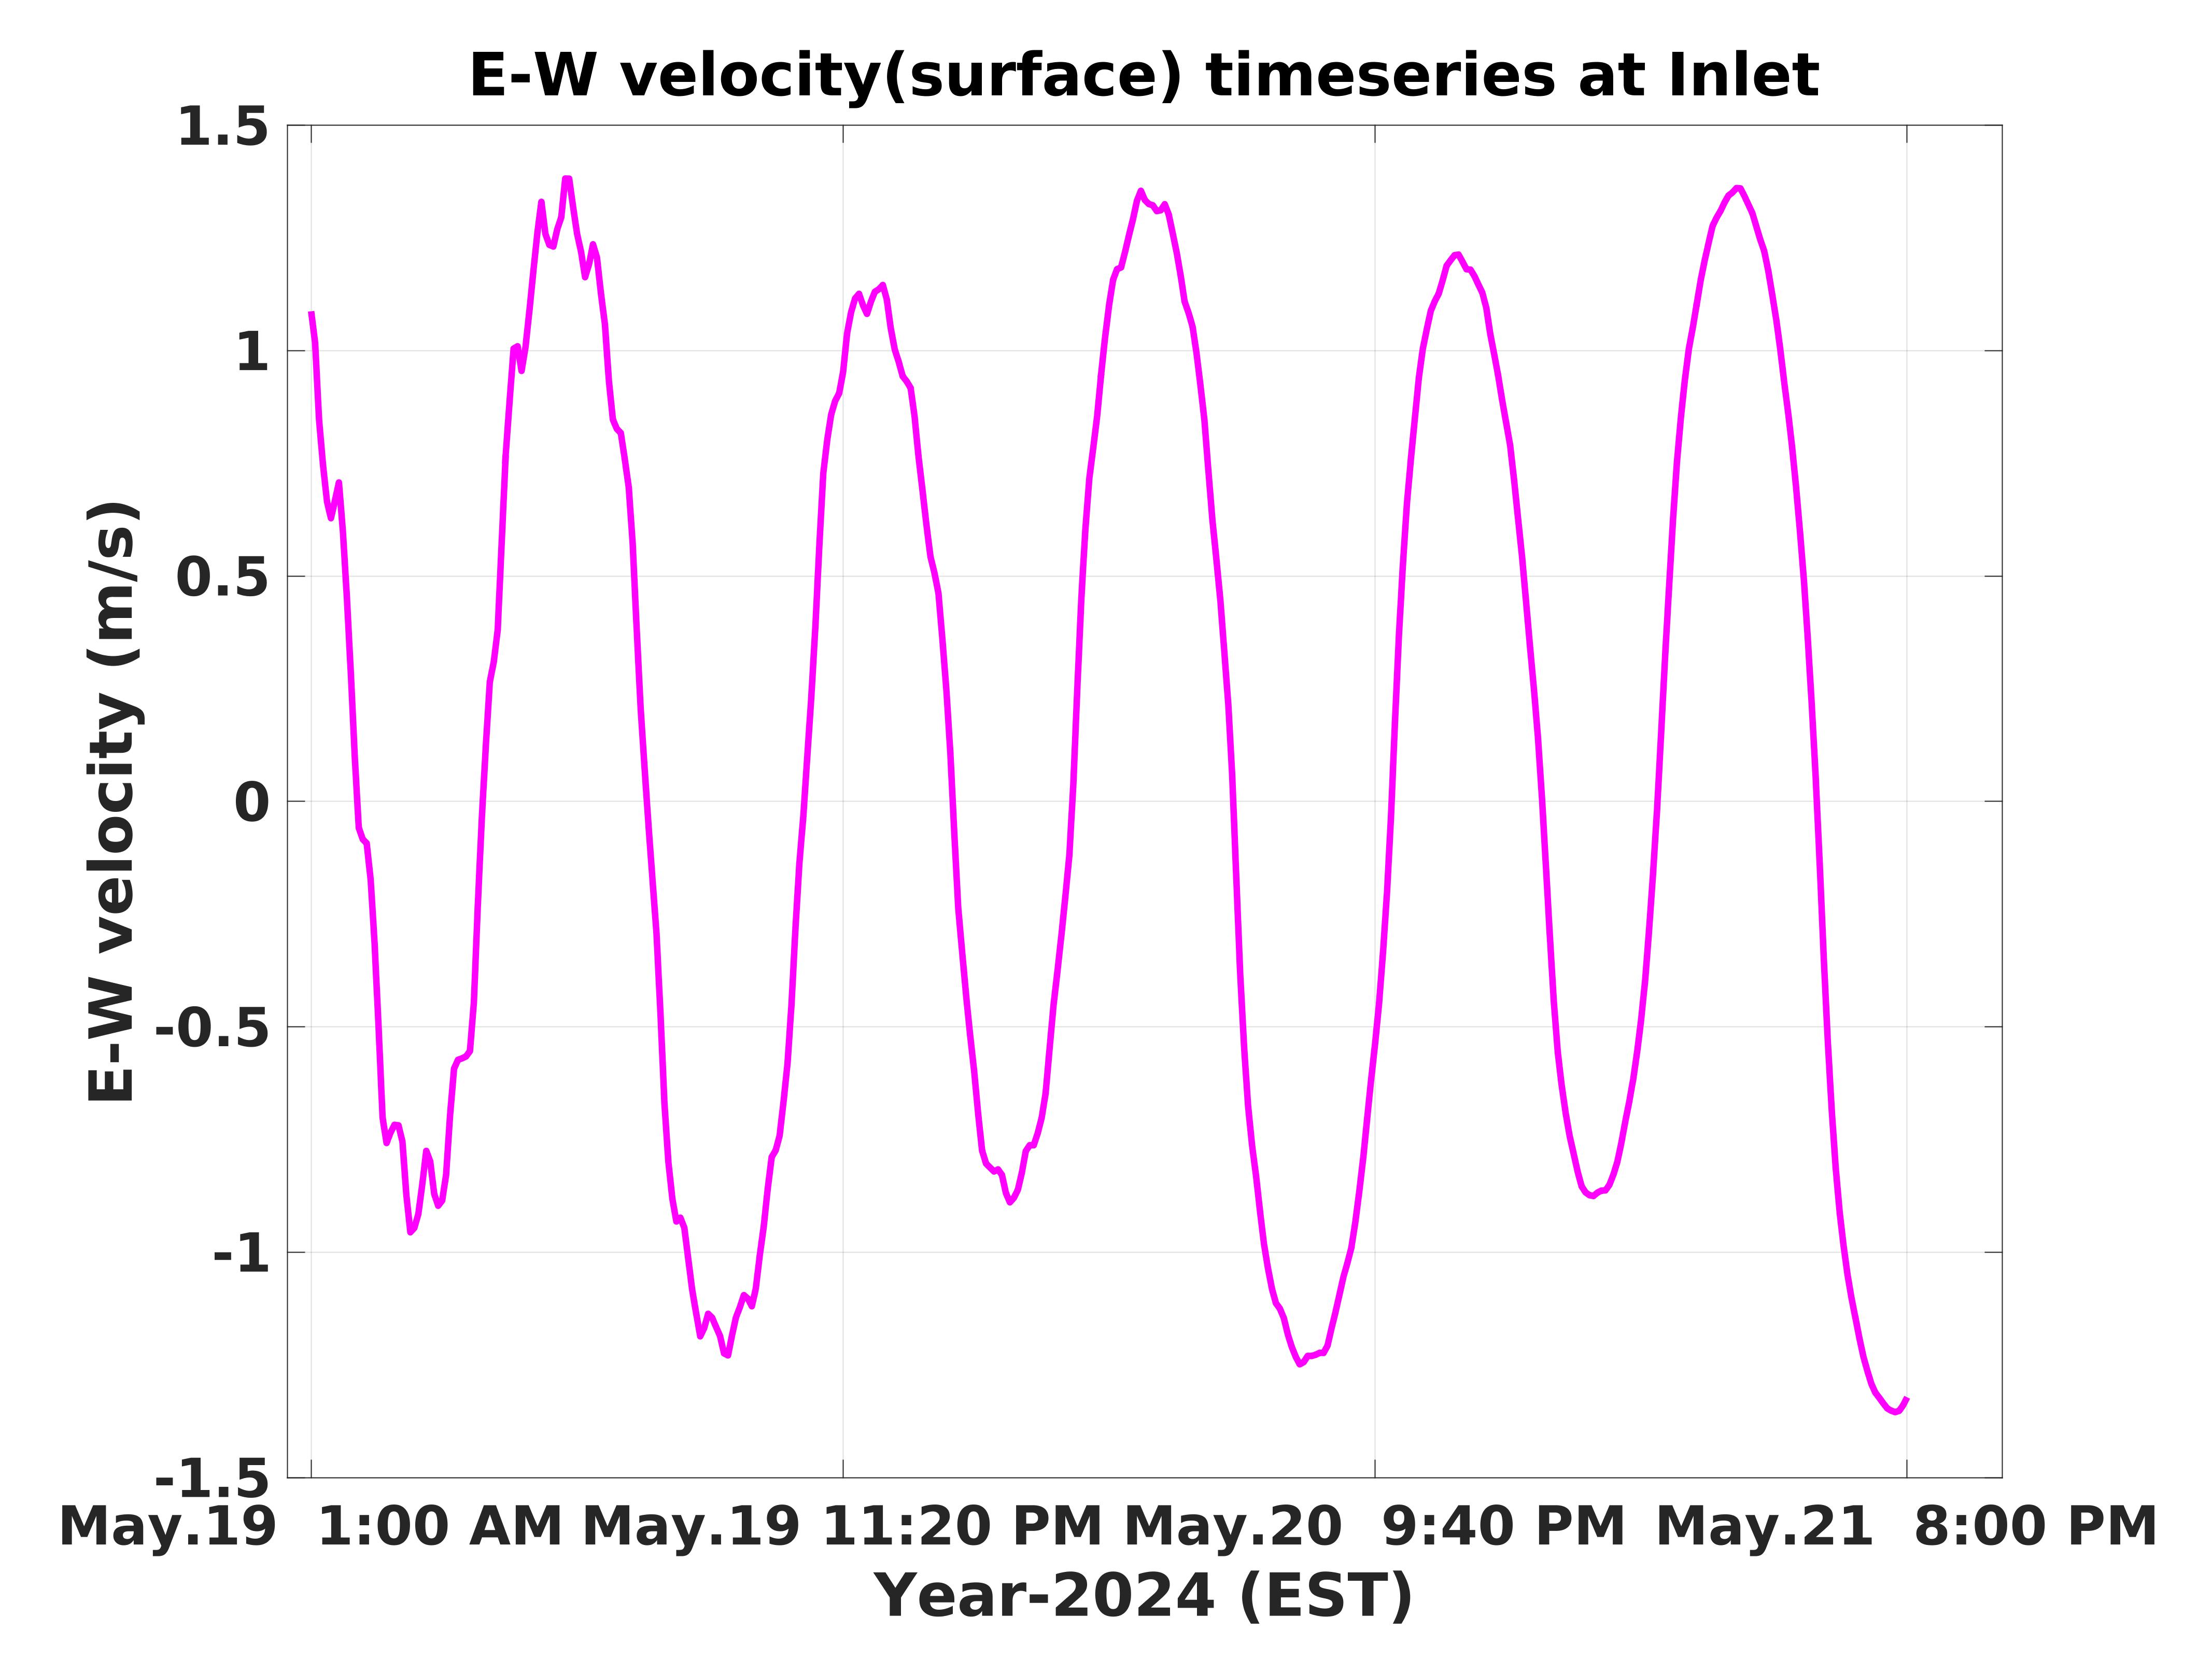 E-W velocity(surface) timeseries at Inlet
1.5
1
0.5
0
-0.5
-1
-1.5
E-W velocity (m/s)
May.19 1:00 AM May.19 11:20 PM May.20 9:40 PM May.21 8:00 PM
Year-2024 (EST)